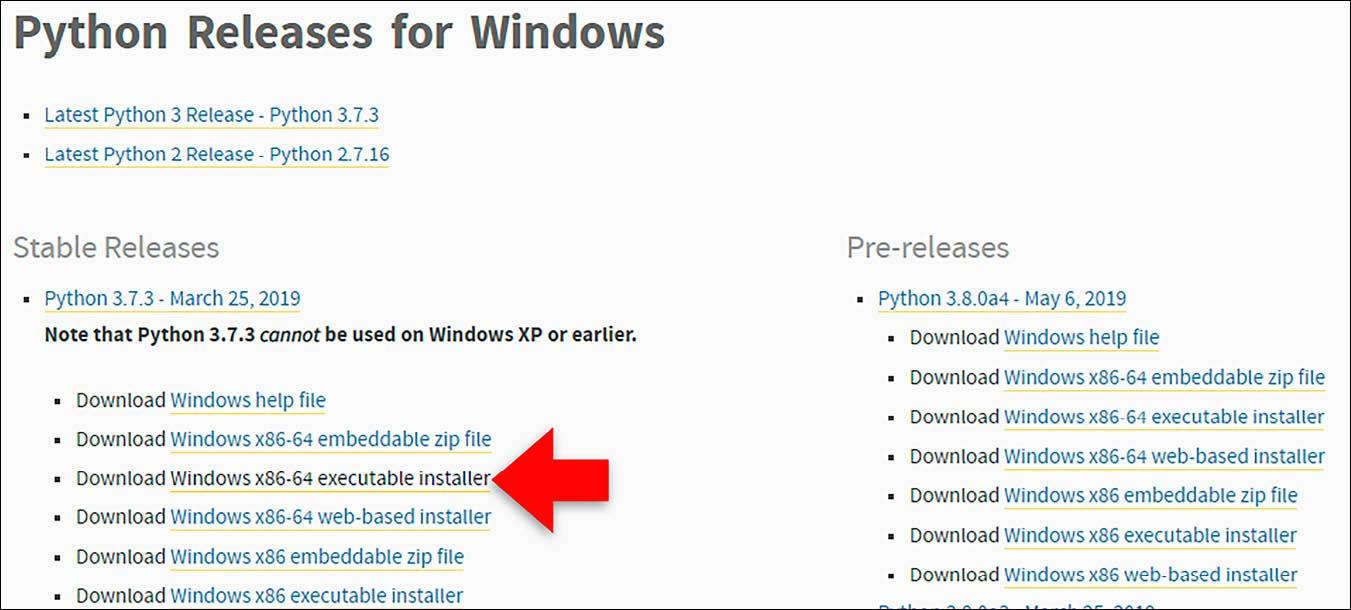 Python Releases for Windows
Latest Python 3 Release - Python 3.7.3
Latest Python 2 Release - Python 2.7.16
Stable Releases
Python 3.7.3 - March 25, 2019
Note that Python 3.7.3 cannot be used on Windows XP or earlier.
Download Windows help file
Download Windows x86-64 embeddable zip file
Download Windows x86-64 executable installer
Download Windows x86-64 web-based installer
Download Windows x86 embeddable zip file
Download Windows x86 executable installer
Pre-releases
Python 3.8.0a4 - May 6, 2019
Download Windows help file
Download Windows x86-64 embeddable zip file
Download Windows x86-64 executable installer
Download Windows x86-64 web-based installer
Download Windows x86 embeddable zip file
Download Windows x86 executable installer
Download Windows x86 web-based installer